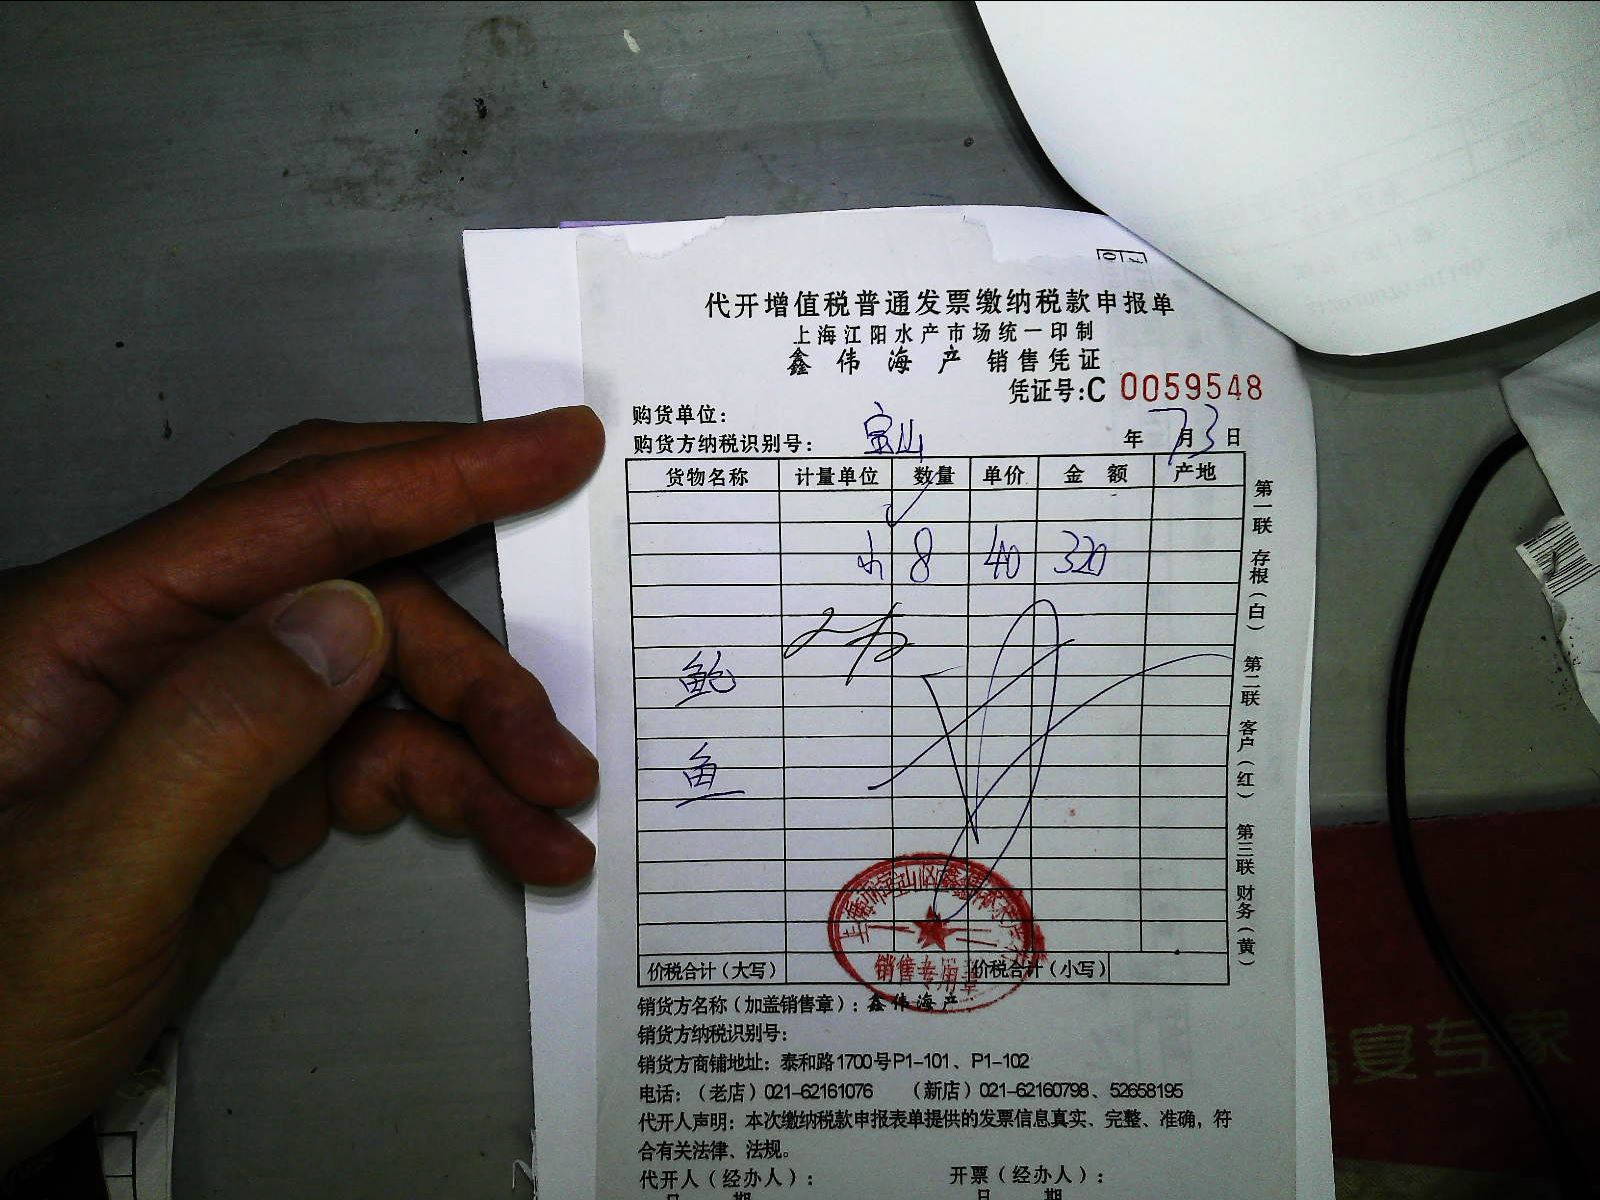 代开增值税普通发票缴纳税款申报单
上海江阳水产市场统一印制
鑫伟海产 销售凭证
凭证号:C 0059548
购货单位:
购货方纳税识别号: 宝山 年 7月3日
货物名称 计量单位 数量 单价 金额 产地
小 8 40 320
鲍
鱼
价税合计(大写) 价税合计(小写)
销售专用章
销货方名称(加盖销售章):鑫伟海产
销货方纳税识别号:
销货方商铺地址:泰和路1700号P1-101、P1-102
电话:(老店)021-62161076 (新店)021-62160798、52658195
代开人声明:本次缴纳税款申报表单提供的发票信息真实、完整、准确,符
合有关法律、法规。
代开人(经办人): 开票(经办人):
日 期 日 期
第一联 存根(白) 第二联 客户(红) 第三联 财务(黄)
宴专家